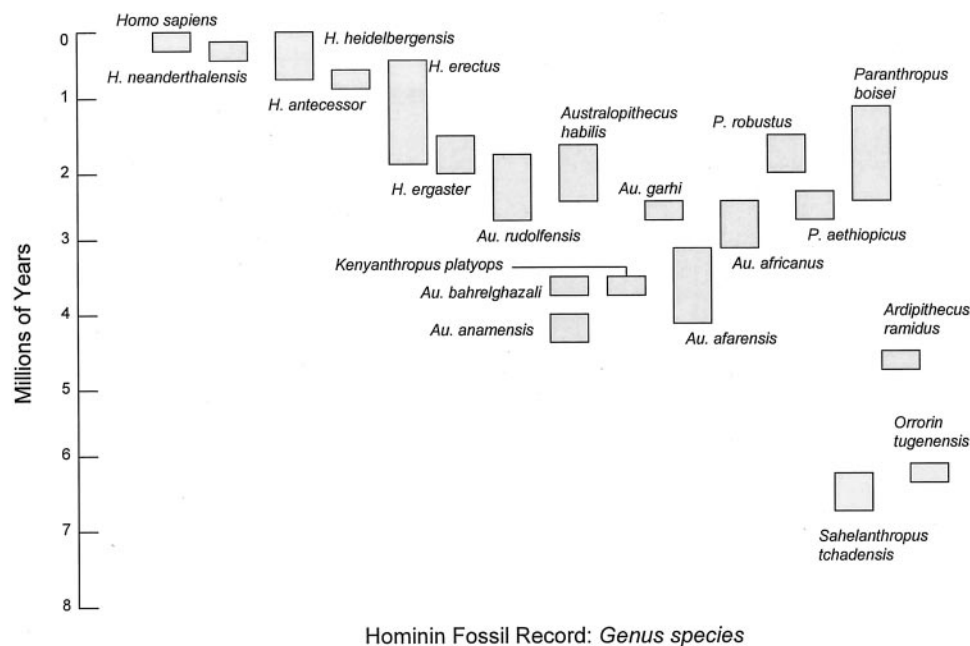 Homo sapiens
0
H. heidelbergensis
H. neanderthalensis
H. erectus
Paranthropus
boisei
1
H. antecessor
Australopithecus
habilis
P. robustus
2
H. ergaster
Au. garhi
Au. rudolfensis
P. aethiopicus
3
Kenyanthropus platyops
Au. africanus
Au. bahrelghazali
4
Au. anamensis
Au. afarensis
Ardipithecus
ramidus
5
Orrorin
tugenensis
6
7
Sahelanthropus
tchadensis
8
Millions of Years
Hominin Fossil Record: Genus species